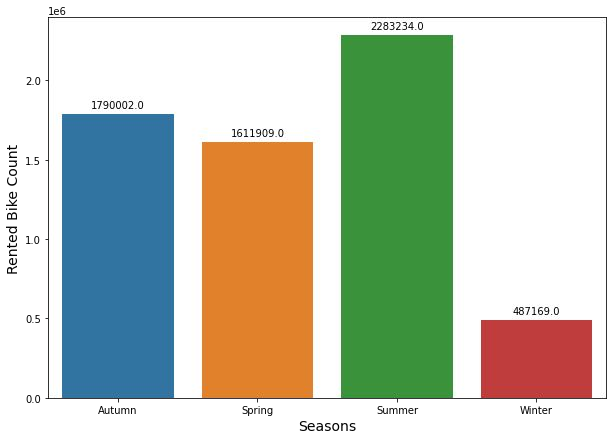 1e6
2283234.0
1790002.0
1611909.0
487169.0
2.0
1.5
1.0
0.5
0.0
Rented Bike Count
Autumn Spring Summer Winter
Seasons